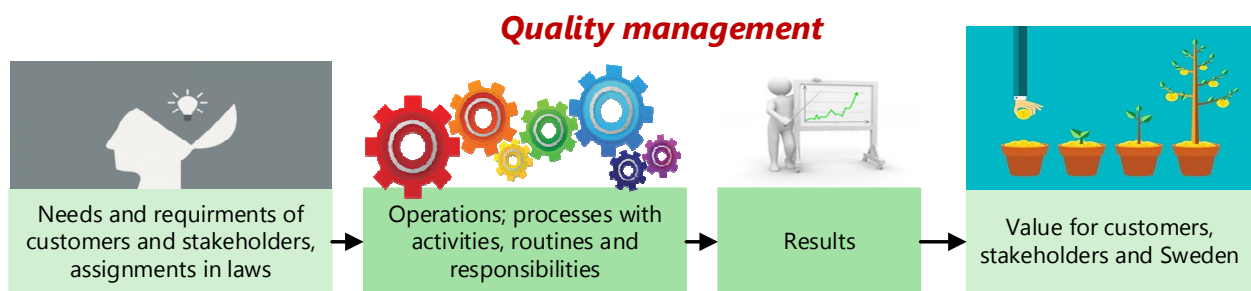 Quality management
Needs and requirments of
customers and stakeholders,
assignments in laws
Operations; processes with
activities, routines and
responsibilities
Results
Value for customers,
stakeholders and Sweden